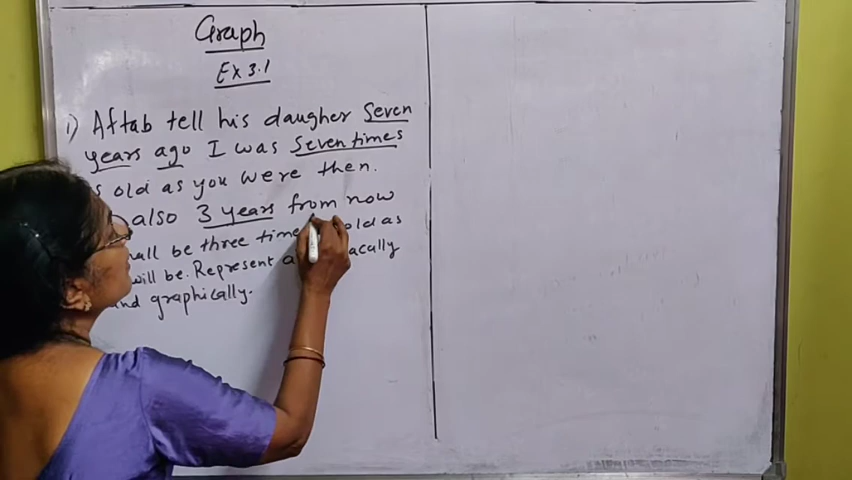 Graph
Ex 3.1
1) Aftab tell his daugher Seven
years ago I was Seven times
s old as you were then.
also 3 years from now
all be three time old as
will be. Represent a acally
and graphically.